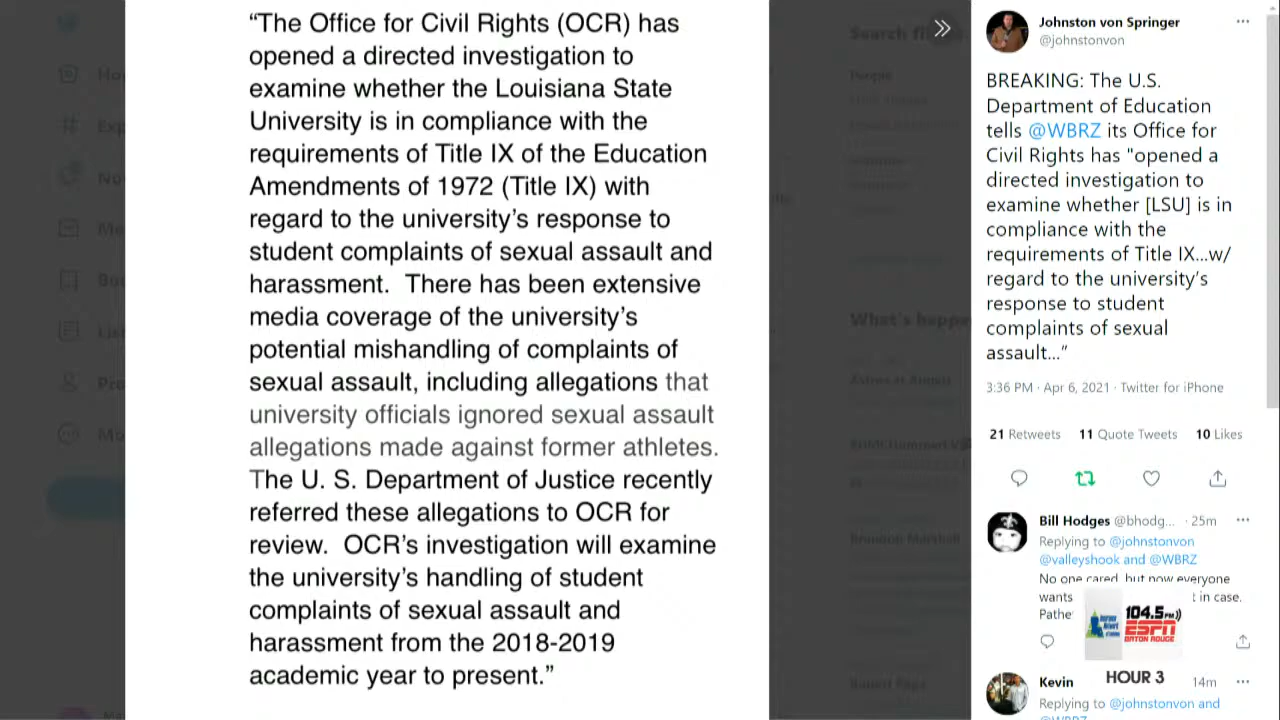 “The Office for Civil Rights (OCR) has
opened a directed investigation to
examine whether the Louisiana State
University is in compliance with the
requirements of Title IX of the Education
Amendments of 1972 (Title IX) with
regard to the university’s response to
student complaints of sexual assault and
harassment.  There has been extensive
media coverage of the university’s
potential mishandling of complaints of
sexual assault, including allegations that
university officials ignored sexual assault
allegations made against former athletes.
The U. S. Department of Justice recently
referred these allegations to OCR for
review.  OCR’s investigation will examine
the university’s handling of student
complaints of sexual assault and
harassment from the 2018-2019
academic year to present.”
Johnston von Springer
@johnstonvon
BREAKING: The U.S.
Department of Education
tells @WBRZ its Office for
Civil Rights has "opened a
directed investigation to
examine whether [LSU] is in
compliance with the
requirements of Title IX...w/
regard to the university’s
response to student
complaints of sexual
assault...”
3:36 PM · Apr 6, 2021 · Twitter for iPhone
21 Retweets 11 Quote Tweets 10 Likes
Bill Hodges @bhodg... · 25m
Replying to @johnstonvon
@valleyshook and @WBRZ
No one cared, but now everyone
wants t in case.
Pathe
104.5 FM
ESPN
BATON ROUGE
HOUR 3
Kevin 14m
Replying to @johnstonvon and
@WBRZ
Search
People
What's happe